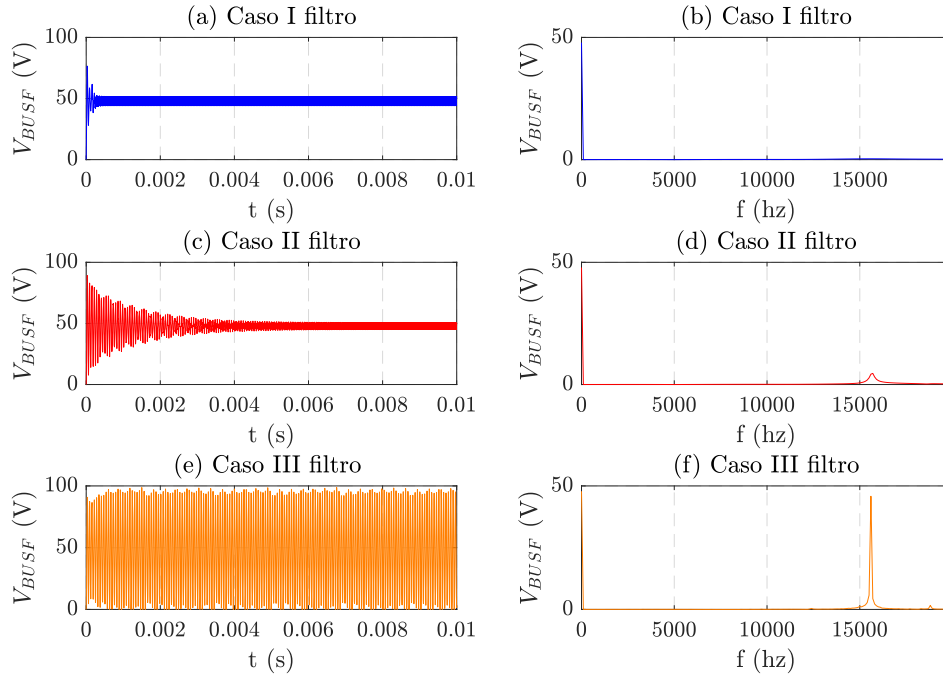 (a) Caso I filtro
V_BUSF (V)
100
50
0
0 0.002 0.004 0.006 0.008 0.01
t (s)
(b) Caso I filtro
V_BUSF (V)
50
0
0 5000 10000 15000
f (hz)
(c) Caso II filtro
V_BUSF (V)
100
50
0
0 0.002 0.004 0.006 0.008 0.01
t (s)
(d) Caso II filtro
V_BUSF (V)
50
0
0 5000 10000 15000
f (hz)
(e) Caso III filtro
V_BUSF (V)
100
50
0
0 0.002 0.004 0.006 0.008 0.01
t (s)
(f) Caso III filtro
V_BUSF (V)
50
0
0 5000 10000 15000
f (hz)